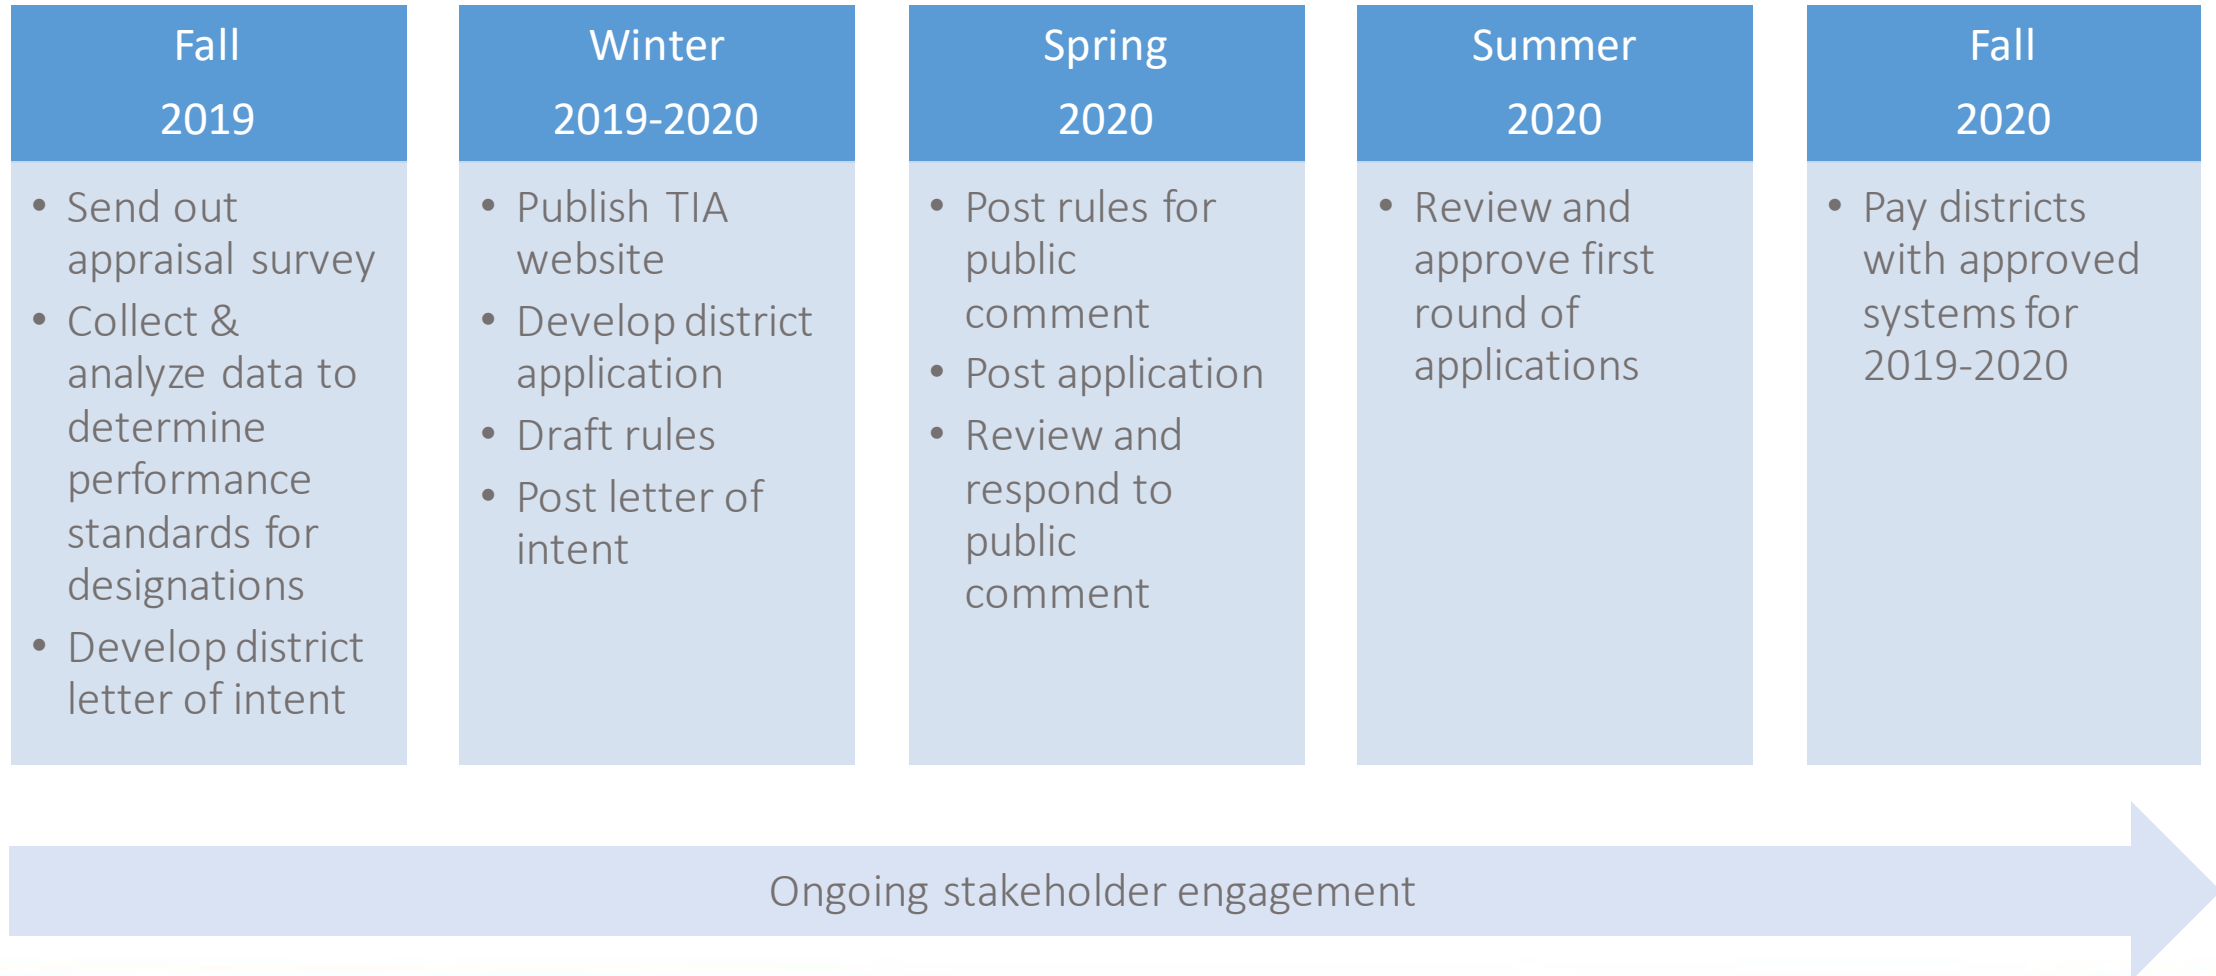 Fall
2019
• Send out
appraisal survey
• Collect &
analyze data to
determine
performance
standards for
designations
• Develop district
letter of intent
Winter
2019-2020
• Publish TIA
website
• Develop district
application
• Draft rules
• Post letter of
intent
Spring
2020
• Post rules for
public
comment
• Post application
• Review and
respond to
public
comment
Summer
2020
• Review and
approve first
round of
applications
Fall
2020
• Pay districts
with approved
systems for
2019-2020
Ongoing stakeholder engagement